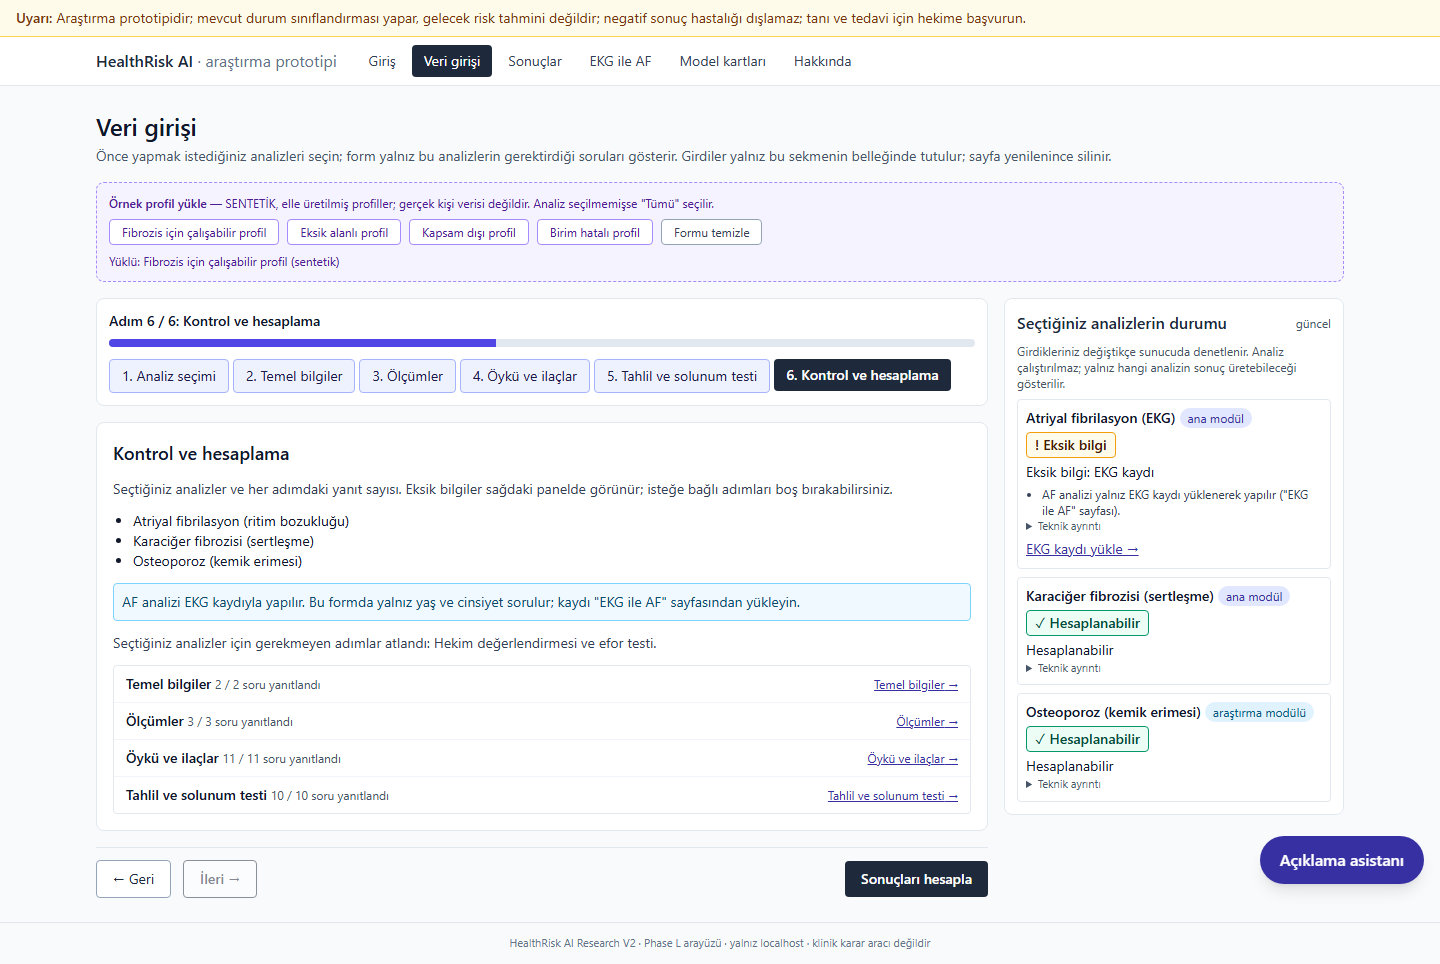 Uyarı: Araştırma prototipidir; mevcut durum sınıflandırması yapar, gelecek risk tahmini değildir; negatif sonuç hastalığı dışlamaz; tanı ve tedavi için hekime başvurun.
HealthRisk AI · araştırma prototipi
Giriş
Veri girişi
Sonuçlar
EKG ile AF
Model kartları
Hakkında
Veri girişi
Önce yapmak istediğiniz analizleri seçin; form yalnız bu analizlerin gerektirdiği soruları gösterir. Girdiler yalnız bu sekmenin belleğinde tutulur; sayfa yenilenince silinir.
Örnek profil yükle — SENTETİK, elle üretilmiş profiller; gerçek kişi verisi değildir. Analiz seçilmemişse "Tümü" seçilir.
Fibrozis için çalışabilir profil
Eksik alanlı profil
Kapsam dışı profil
Birim hatalı profil
Formu temizle
Yüklü: Fibrozis için çalışabilir profil (sentetik)
Adım 6 / 6: Kontrol ve hesaplama
1. Analiz seçimi
2. Temel bilgiler
3. Ölçümler
4. Öykü ve ilaçlar
5. Tahlil ve solunum testi
6. Kontrol ve hesaplama
Kontrol ve hesaplama
Seçtiğiniz analizler ve her adımdaki yanıt sayısı. Eksik bilgiler sağdaki panelde görünür; isteğe bağlı adımları boş bırakabilirsiniz.
• Atriyal fibrilasyon (ritim bozukluğu)
• Karaciğer fibrozisi (sertleşme)
• Osteoporoz (kemik erimesi)
AF analizi EKG kaydıyla yapılır. Bu formda yalnız yaş ve cinsiyet sorulur; kaydı "EKG ile AF" sayfasından yükleyin.
Seçtiğiniz analizler için gerekmeyen adımlar atlandı: Hekim değerlendirmesi ve efor testi.
Temel bilgiler 2 / 2 soru yanıtlandı
Temel bilgiler →
Ölçümler 3 / 3 soru yanıtlandı
Ölçümler →
Öykü ve ilaçlar 11 / 11 soru yanıtlandı
Öykü ve ilaçlar →
Tahlil ve solunum testi 10 / 10 soru yanıtlandı
Tahlil ve solunum testi →
← Geri
İleri →
Sonuçları hesapla
Seçtiğiniz analizlerin durumu
güncel
Girdikleriniz değiştikçe sunucuda denetlenir. Analiz
çalıştırılmaz; yalnız hangi analizin sonuç üretebileceği
gösterilir.
Atriyal fibrilasyon (EKG) ana modül
! Eksik bilgi
Eksik bilgi: EKG kaydı
• AF analizi yalnız EKG kaydı yüklenerek yapılır ("EKG
ile AF" sayfası).
▶ Teknik ayrıntı
EKG kaydı yükle →
Karaciğer fibrozisi (sertleşme) ana modül
✓ Hesaplanabilir
Hesaplanabilir
▶ Teknik ayrıntı
Osteoporoz (kemik erimesi) araştırma modülü
✓ Hesaplanabilir
Hesaplanabilir
▶ Teknik ayrıntı
Açıklama asistanı
HealthRisk AI Research V2 · Phase L arayüzü · yalnız localhost · klinik karar aracı değildir